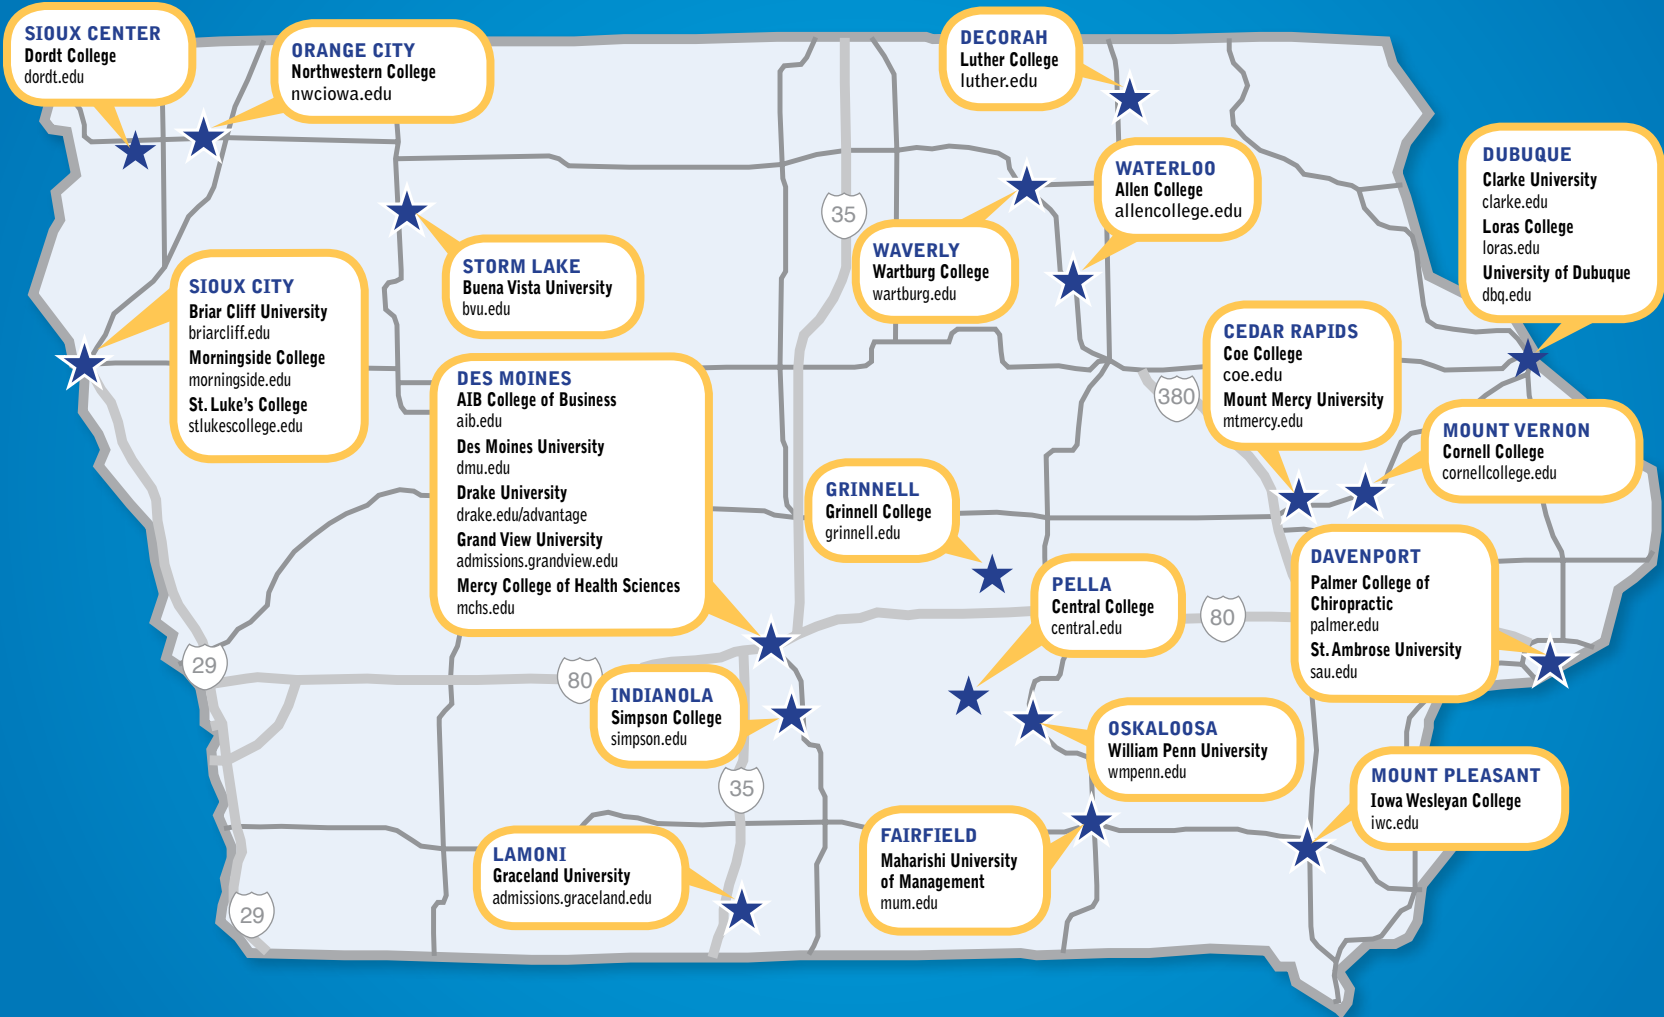 SIOUX CENTER
Dordt College
dordt.edu
ORANGE CITY
Northwestern College
nwciowa.edu
DECORAH
Luther College
luther.edu
DUBUQUE
Clarke University
clarke.edu
Loras College
loras.edu
University of Dubuque
dbq.edu
WATERLOO
Allen College
allencollege.edu
35
WAVERLY
Wartburg College
wartburg.edu
STORM LAKE
Buena Vista University
bvu.edu
SIOUX CITY
Briar Cliff University
briarcliff.edu
Morningside College
morningside.edu
St. Luke's College
stlukescollege.edu
CEDAR RAPIDS
Coe College
coe.edu
Mount Mercy University
mtmercy.edu
380
DES MOINES
AIB College of Business
aib.edu
Des Moines University
dmu.edu
Drake University
drake.edu/advantage
Grand View University
admissions.grandview.edu
Mercy College of Health Sciences
mchs.edu
MOUNT VERNON
Cornell College
cornellcollege.edu
GRINNELL
Grinnell College
grinnell.edu
DAVENPORT
Palmer College of
Chiropractic
palmer.edu
St. Ambrose University
sau.edu
PELLA
Central College
central.edu
80
29
80
INDIANOLA
Simpson College
simpson.edu
OSKALOOSA
William Penn University
wmpenn.edu
35
MOUNT PLEASANT
Iowa Wesleyan College
iwc.edu
FAIRFIELD
Maharishi University
of Management
mum.edu
LAMONI
Graceland University
admissions.graceland.edu
29